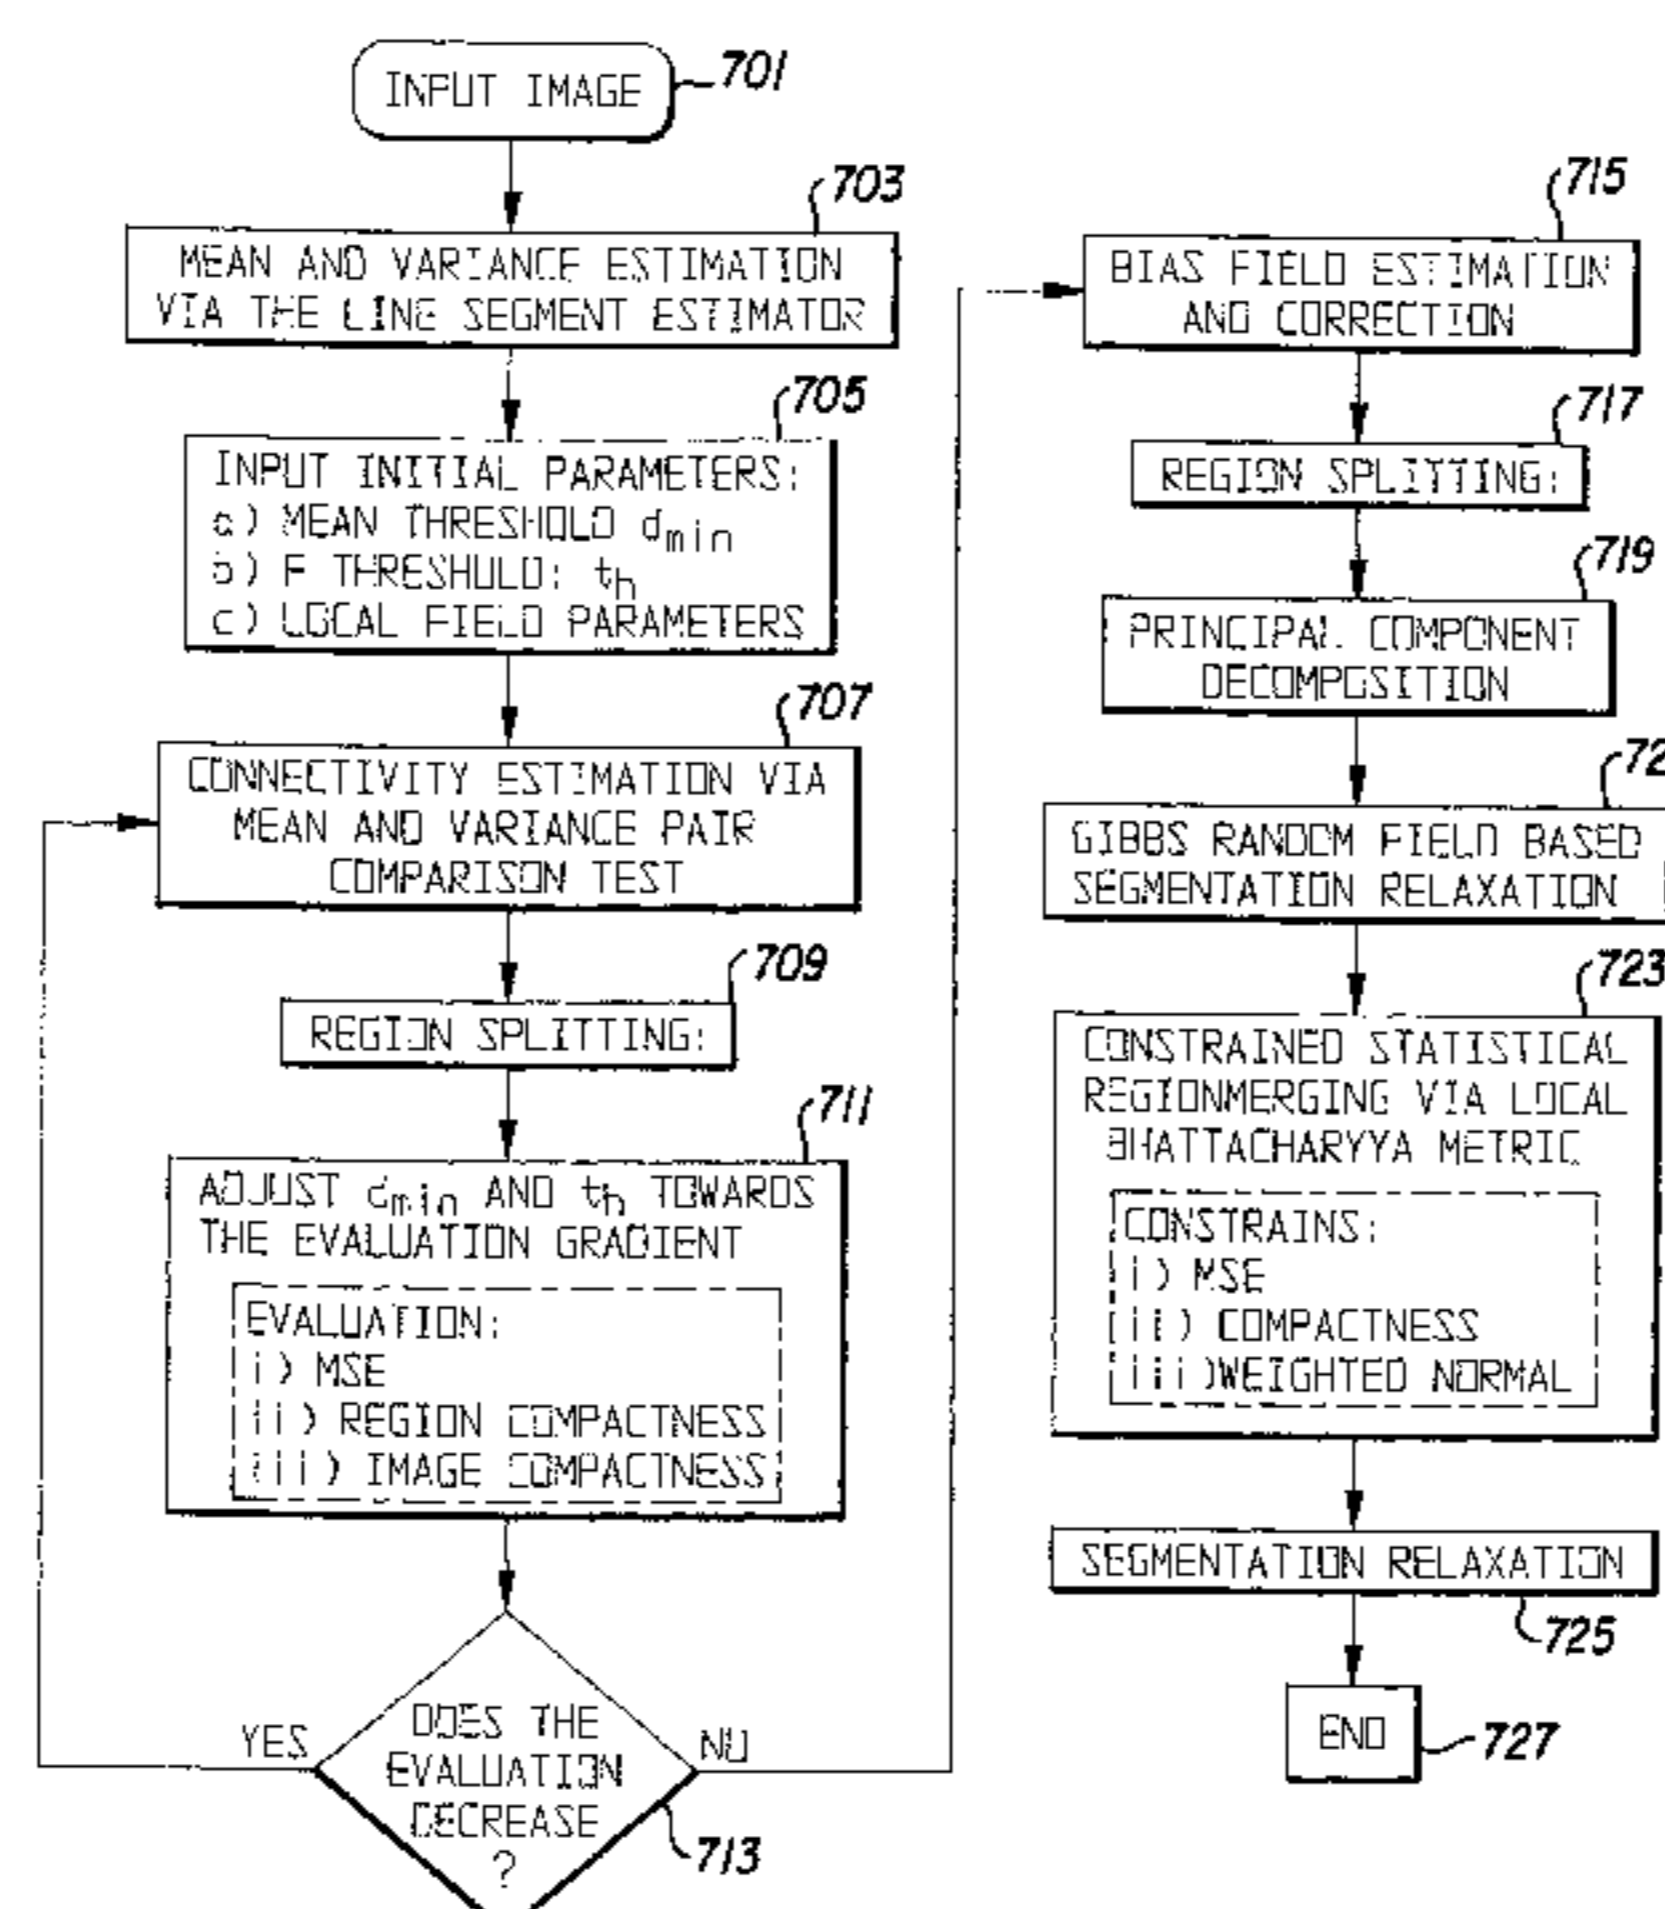 INPUT IMAGE
701
703
MEAN AND VARIANCE ESTIMATION
VIA THE LINE SEGMENT ESTIMATOR
705
INPUT INITIAL PARAMETERS:
a) MEAN THRESHOLD dmin
b) F THRESHOLD: th
c) LOCAL FIELD PARAMETERS
707
CONNECTIVITY ESTIMATION VIA
MEAN AND VARIANCE PAIR
COMPARISON TEST
709
REGION SPLITTING:
711
ADJUST dmin AND th TOWARDS
THE EVALUATION GRADIENT
EVALUATION:
i) MSE
ii) REGION COMPACTNESS
iii) IMAGE COMPACTNESS
YES
DOES THE
EVALUATION
DECREASE
?
NO
713
715
BIAS FIELD ESTIMATION
AND CORRECTION
717
REGION SPLITTING:
719
PRINCIPAL COMPONENT
DECOMPOSITION
GIBBS RANDOM FIELD BASED
SEGMENTATION RELAXATION
723
CONSTRAINED STATISTICAL
REGIONMERGING VIA LOCAL
BHATTACHARYYA METRIC
CONSTRAINS:
i) MSE
ii) COMPACTNESS
iii)WEIGHTED NORMAL
SEGMENTATION RELAXATION
725
END
727